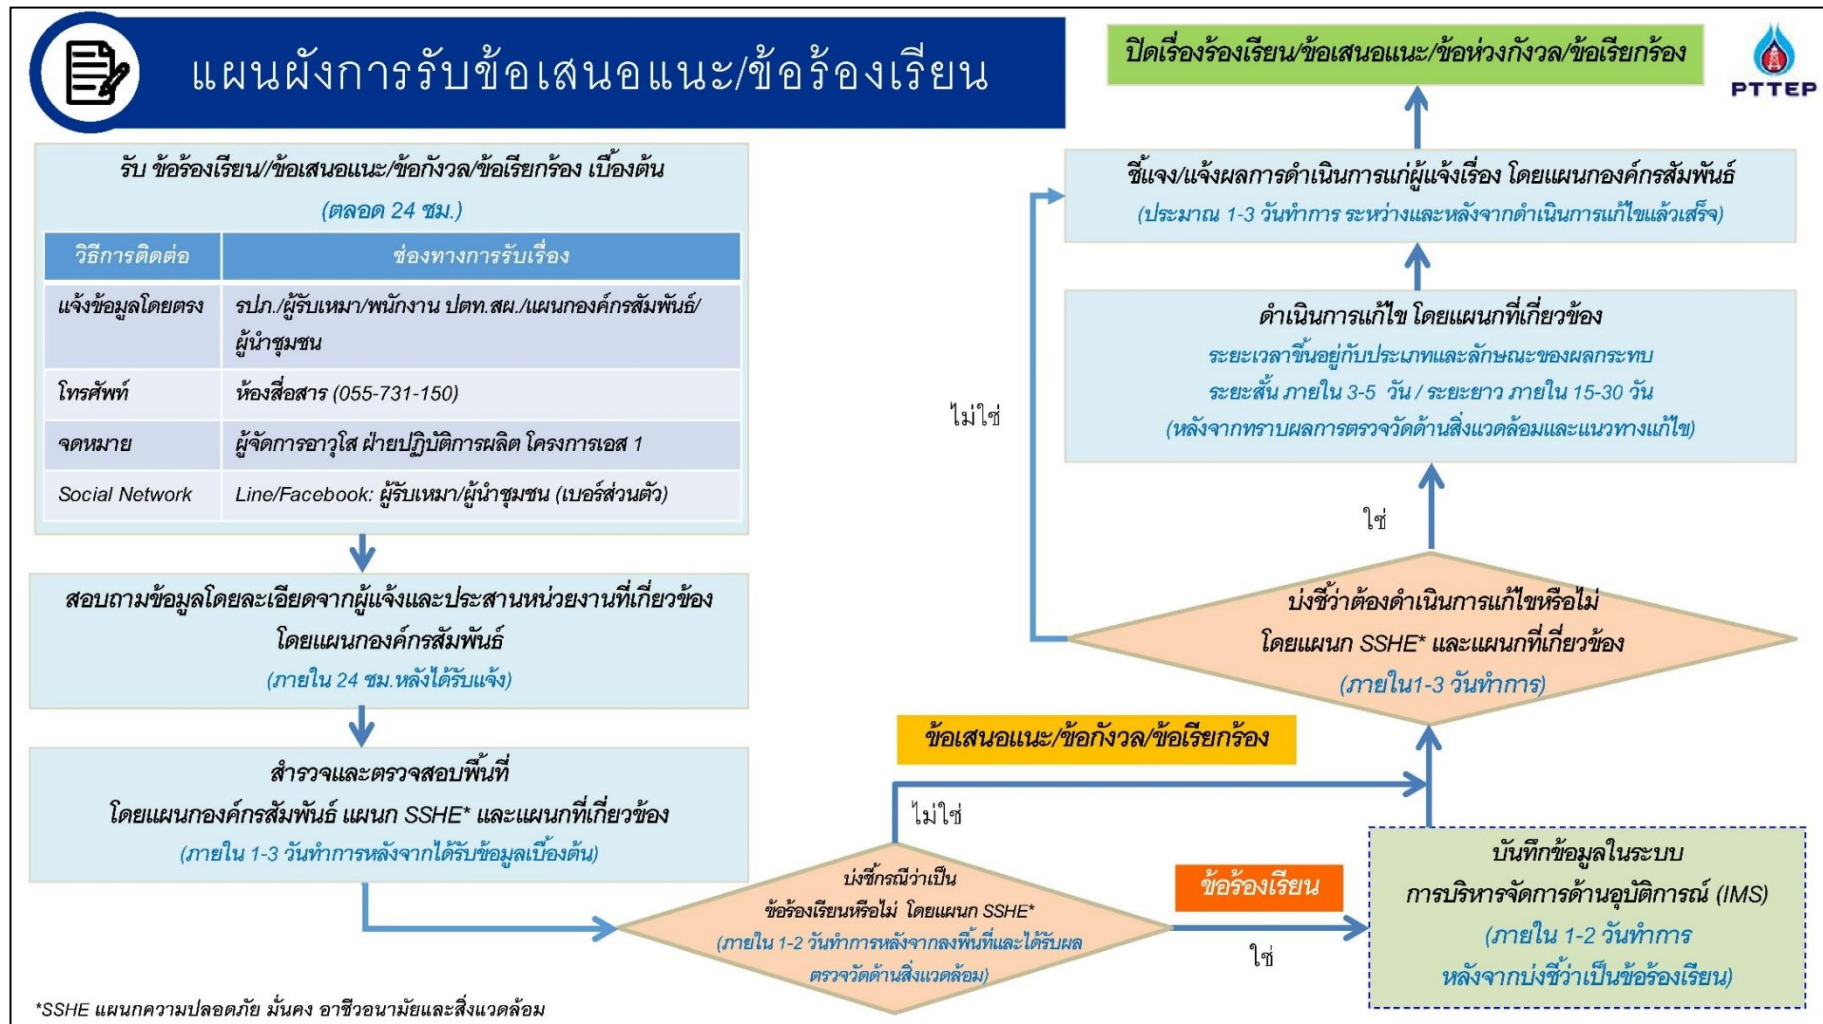 แผนผังการรับข้อเสนอแนะ/ข้อร้องเรียน
รับ ข้อร้องเรียน//ข้อเสนอแนะ/ข้อกังวล/ข้อเรียกร้อง เบื้องต้น
(ตลอด 24 ชม.)
วิธีการติดต่อ ช่องทางการรับเรื่อง
แจ้งข้อมูลโดยตรง รปภ./ผู้รับเหมา/พนักงาน ปตท.สผ./แผนกองค์กรสัมพันธ์/
ผู้นำชุมชน
โทรศัพท์ ห้องสื่อสาร (055-731-150)
จดหมาย ผู้จัดการอาวุโส ฝ่ายปฏิบัติการผลิต โครงการเอส 1
Social Network Line/Facebook: ผู้รับเหมา/ผู้นำชุมชน (เบอร์ส่วนตัว)
สอบถามข้อมูลโดยละเอียดจากผู้แจ้งและประสานหน่วยงานที่เกี่ยวข้อง
โดยแผนกองค์กรสัมพันธ์
(ภายใน 24 ชม.หลังได้รับแจ้ง)
สำรวจและตรวจสอบพื้นที่
โดยแผนกองค์กรสัมพันธ์ แผนก SSHE* และแผนกที่เกี่ยวข้อง
(ภายใน 1-3 วันทำการหลังจากได้รับข้อมูลเบื้องต้น)
บ่งชี้กรณีว่าเป็น
ข้อร้องเรียนหรือไม่ โดยแผนก SSHE*
(ภายใน 1-2 วันทำการหลังจากลงพื้นที่และได้รับผล
ตรวจวัดด้านสิ่งแวดล้อม)
ไม่ใช่
ข้อเสนอแนะ/ข้อกังวล/ข้อเรียกร้อง
ข้อร้องเรียน
ใช่
บันทึกข้อมูลในระบบ
การบริหารจัดการด้านอุบัติการณ์ (IMS)
(ภายใน 1-2 วันทำการ
หลังจากบ่งชี้ว่าเป็นข้อร้องเรียน)
บ่งชี้ว่าต้องดำเนินการแก้ไขหรือไม่
โดยแผนก SSHE* และแผนกที่เกี่ยวข้อง
(ภายใน1-3 วันทำการ)
ใช่
ไม่ใช่
ดำเนินการแก้ไข โดยแผนกที่เกี่ยวข้อง
ระยะเวลาขึ้นอยู่กับประเภทและลักษณะของผลกระทบ
ระยะสั้น ภายใน 3-5 วัน / ระยะยาว ภายใน 15-30 วัน
(หลังจากทราบผลการตรวจวัดด้านสิ่งแวดล้อมและแนวทางแก้ไข)
ชี้แจง/แจ้งผลการดำเนินการแก่ผู้แจ้งเรื่อง โดยแผนกองค์กรสัมพันธ์
(ประมาณ 1-3 วันทำการ ระหว่างและหลังจากดำเนินการแก้ไขแล้วเสร็จ)
ปิดเรื่องร้องเรียน/ข้อเสนอแนะ/ข้อห่วงกังวล/ข้อเรียกร้อง
PTTEP
*SSHE แผนกความปลอดภัย มั่นคง อาชีวอนามัยและสิ่งแวดล้อม